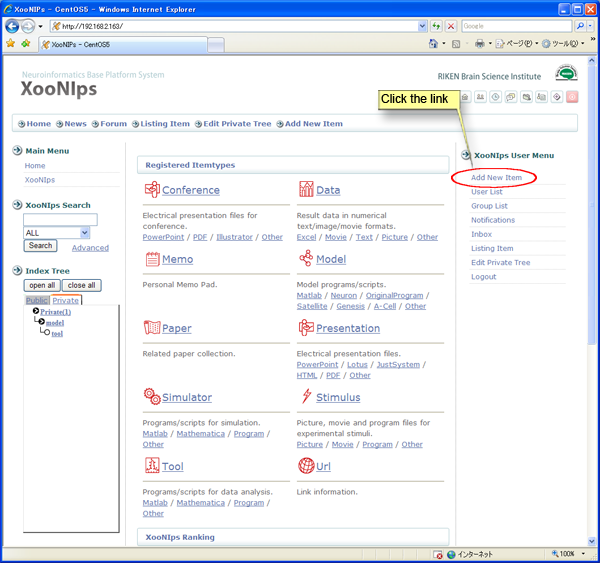 XooNIPs - CentOS5 - Windows Internet Explorer
http://192.168.2.163/
Google
XooNIPs - CentOS5
ページ(P)
ツール(O)
Neuroinformatics Base Platform System
XooNIps
RIKEN Brain Science Institute
Click the link
Home News Forum Listing Item Edit Private Tree Add New Item
Main Menu
Home
XooNIPs
XooNIPs Search
ALL
Search
Advanced
Index Tree
open all
close all
Public
Private
Private(1)
model
tool
Registered Itemtypes
Conference
Electrical presentation files for
conference.
PowerPoint / PDF / Illustrator / Other
Data
Result data in numerical
text/image/movie formats.
Excel / Movie / Text / Picture / Other
Memo
Personal Memo Pad.
Model
Model programs/scripts.
Matlab / Neuron / OriginalProgram /
Satellite / Genesis / A-Cell / Other
Paper
Related paper collection.
Presentation
Electrical presentation files.
PowerPoint / Lotus / JustSystem /
HTML / PDF / Other
Simulator
Programs/scripts for simulation.
Matlab / Mathematica / Program /
Other
Stimulus
Picture, movie and program files for
experimental stimuli.
Picture / Movie / Program / Other
Tool
Programs/scripts for data analysis.
Matlab / Mathematica / Program /
Other
Url
Link information.
XooNIps Ranking
XooNIps User Menu
Add New Item
User List
Group List
Notifications
Inbox
Listing Item
Edit Private Tree
Logout
インターネット
100%